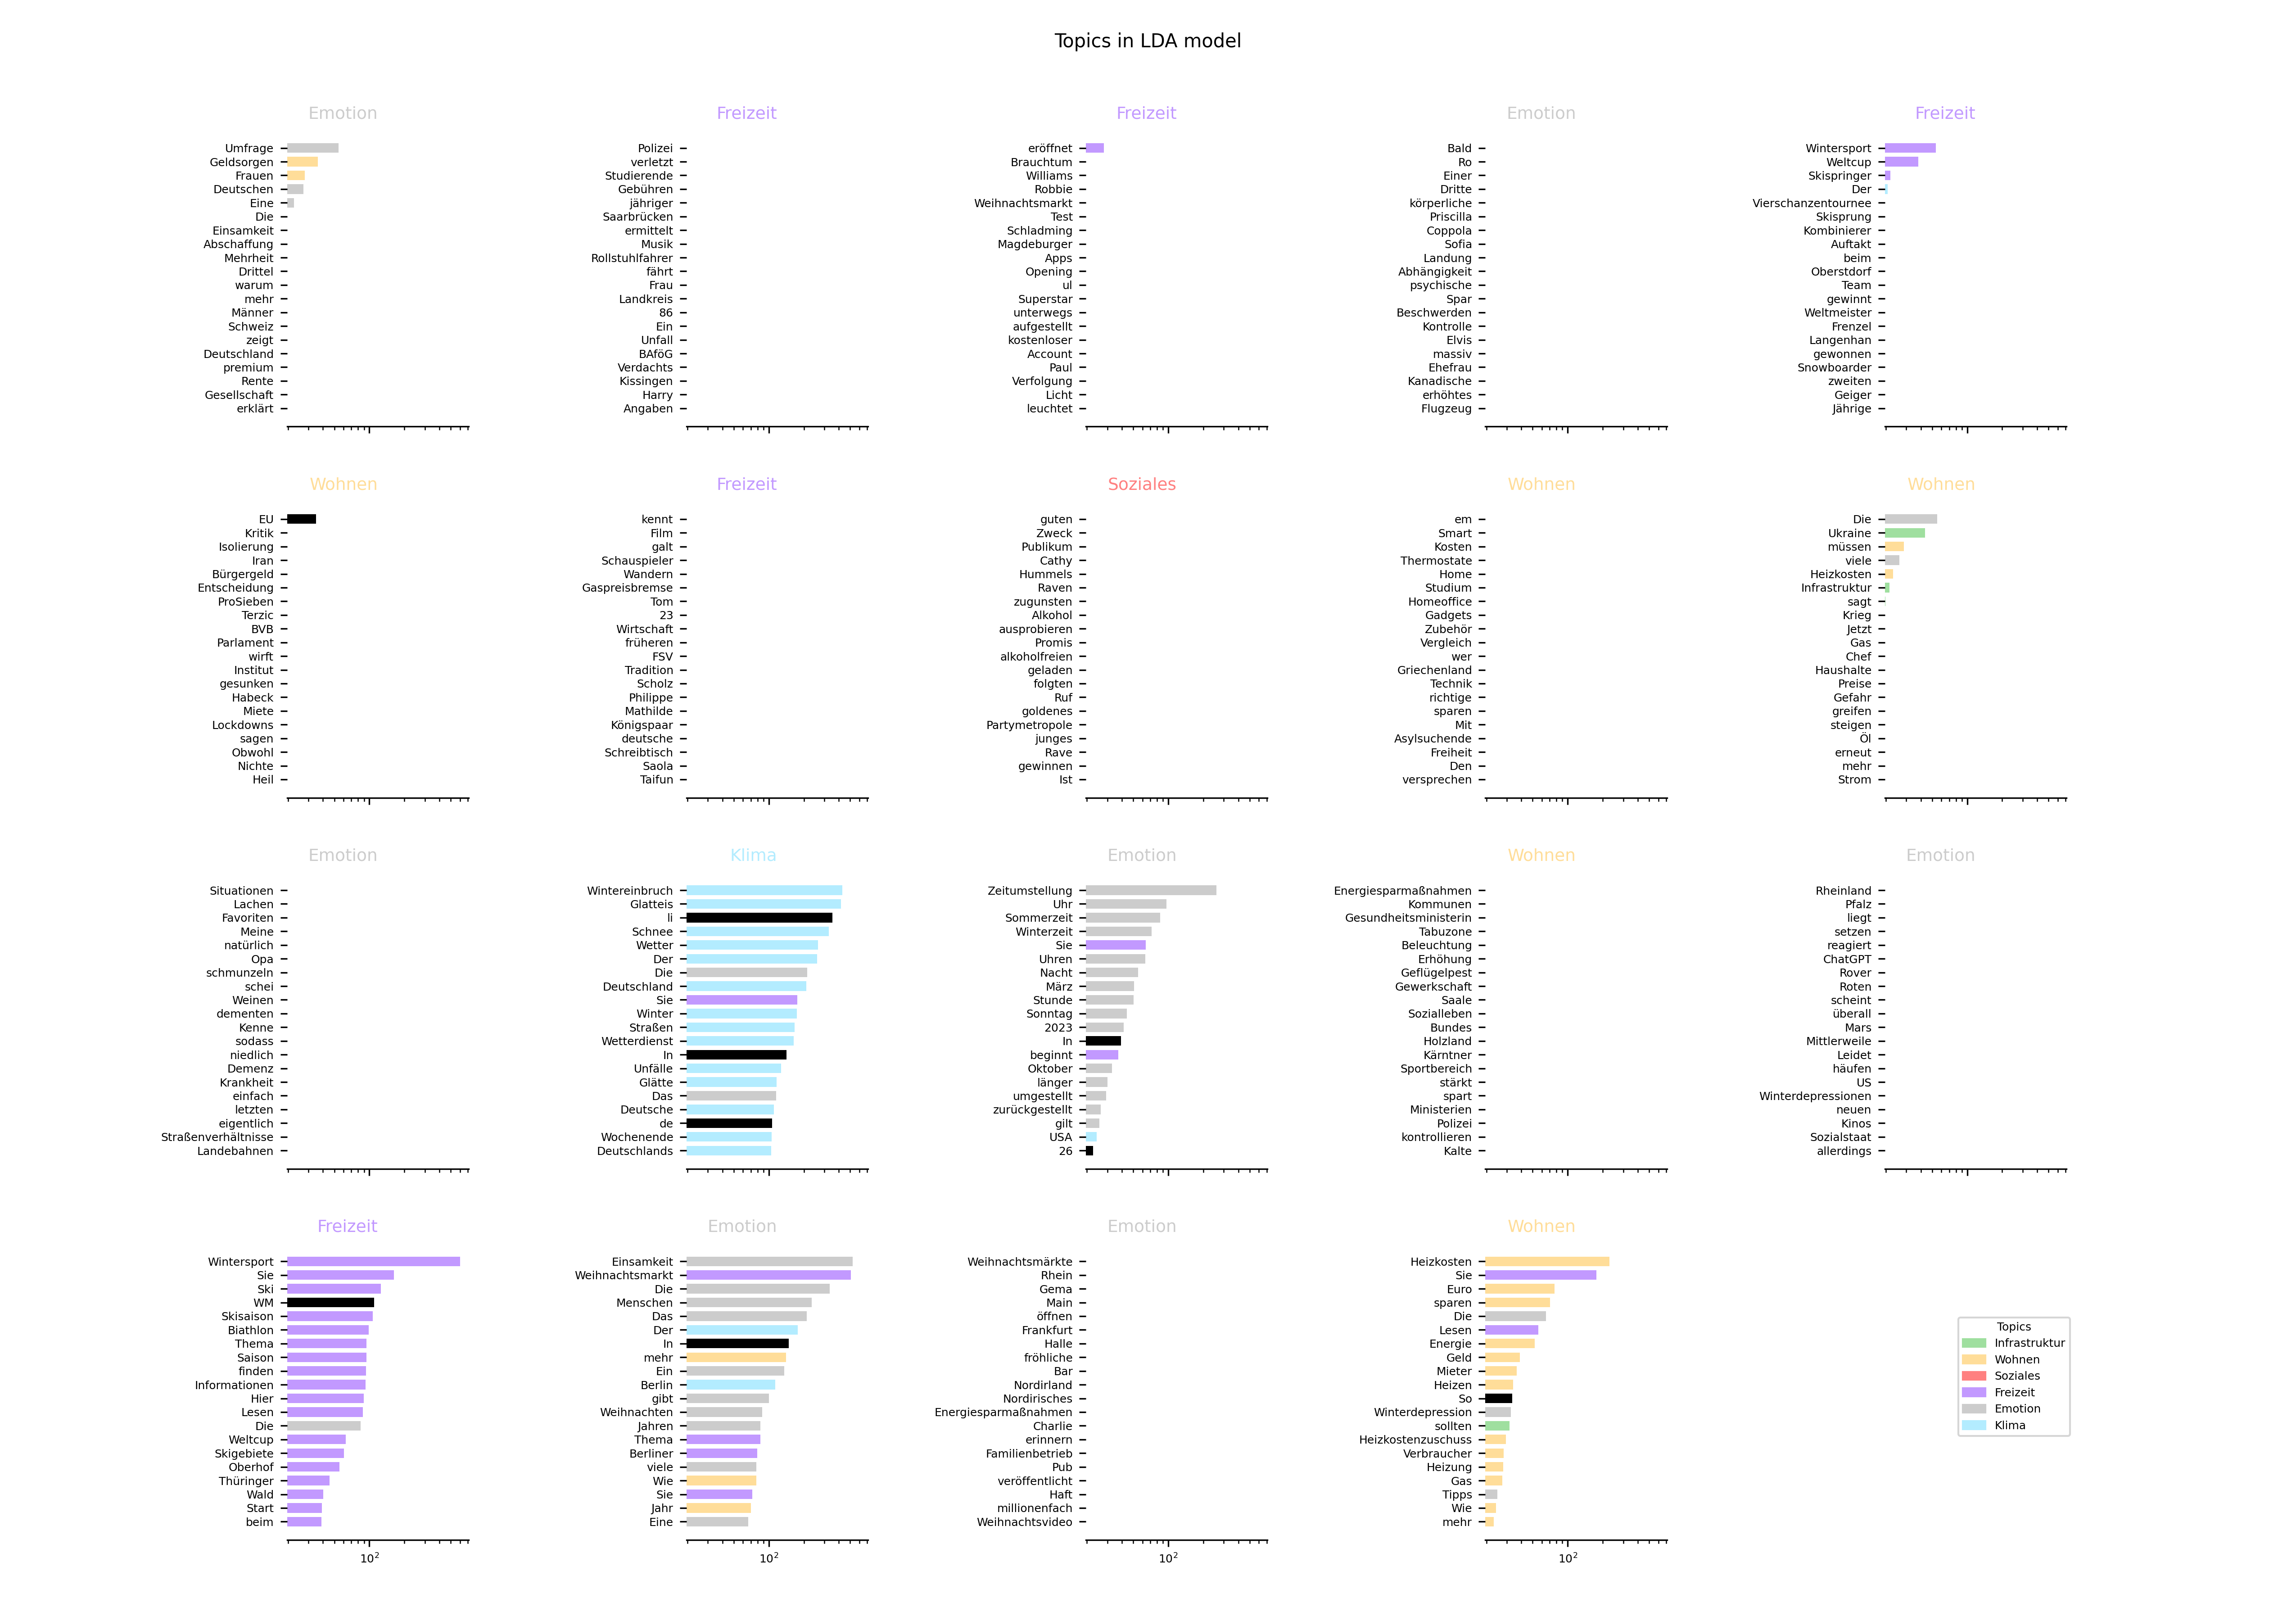 Topics in LDA model
Emotion
Umfrage
Geldsorgen
Frauen
Deutschen
Eine
Die
Einsamkeit
Abschaffung
Mehrheit
Drittel
warum
mehr
Männer
Schweiz
zeigt
Deutschland
premium
Rente
Gesellschaft
erklärt
Freizeit
Polizei
verletzt
Studierende
Gebühren
jähriger
Saarbrücken
ermittelt
Musik
Rollstuhlfahrer
fährt
Frau
Landkreis
86
Ein
Unfall
BAföG
Verdachts
Kissingen
Harry
Angaben
Freizeit
eröffnet
Brauchtum
Williams
Robbie
Weihnachtsmarkt
Test
Schladming
Magdeburger
Apps
Opening
ul
Superstar
unterwegs
aufgestellt
kostenloser
Account
Paul
Verfolgung
Licht
leuchtet
Emotion
Bald
Ro
Einer
Dritte
körperliche
Priscilla
Coppola
Sofia
Landung
Abhängigkeit
psychische
Spar
Beschwerden
Kontrolle
Elvis
massiv
Ehefrau
Kanadische
erhöhtes
Flugzeug
Freizeit
Wintersport
Weltcup
Skispringer
Der
Vierschanzentournee
Skisprung
Kombinierer
Auftakt
beim
Oberstdorf
Team
gewinnt
Weltmeister
Frenzel
Langenhan
gewonnen
Snowboarder
zweiten
Geiger
Jährige
Wohnen
EU
Kritik
Isolierung
Iran
Bürgergeld
Entscheidung
ProSieben
Terzic
BVB
Parlament
wirft
Institut
gesunken
Habeck
Miete
Lockdowns
sagen
Obwohl
Nichte
Heil
Freizeit
kennt
Film
galt
Schauspieler
Wandern
Gaspreisbremse
Tom
23
Wirtschaft
früheren
FSV
Tradition
Scholz
Philippe
Mathilde
Königspaar
deutsche
Schreibtisch
Saola
Taifun
Soziales
guten
Zweck
Publikum
Cathy
Hummels
Raven
zugunsten
Alkohol
ausprobieren
Promis
alkoholfreien
geladen
folgten
Ruf
goldenes
Partymetropole
junges
Rave
gewinnen
Ist
Wohnen
em
Smart
Kosten
Thermostate
Home
Studium
Homeoffice
Gadgets
Zubehör
Vergleich
wer
Griechenland
Technik
richtige
sparen
Mit
Asylsuchende
Freiheit
Den
versprechen
Wohnen
Die
Ukraine
müssen
viele
Heizkosten
Infrastruktur
sagt
Krieg
Jetzt
Gas
Chef
Haushalte
Preise
Gefahr
greifen
steigen
Öl
erneut
mehr
Strom
Emotion
Situationen
Lachen
Favoriten
Meine
natürlich
Opa
schmunzeln
schei
Weinen
dementen
Kenne
sodass
niedlich
Demenz
Krankheit
einfach
letzten
eigentlich
Straßenverhältnisse
Landebahnen
Klima
Wintereinbruch
Glatteis
li
Schnee
Wetter
Der
Die
Deutschland
Sie
Winter
Straßen
Wetterdienst
In
Unfälle
Glätte
Das
Deutsche
de
Wochenende
Deutschlands
Emotion
Zeitumstellung
Uhr
Sommerzeit
Winterzeit
Sie
Uhren
Nacht
März
Stunde
Sonntag
2023
In
beginnt
Oktober
länger
umgestellt
zurückgestellt
gilt
USA
26
Wohnen
Energiesparmaßnahmen
Kommunen
Gesundheitsministerin
Tabuzone
Beleuchtung
Erhöhung
Geflügelpest
Gewerkschaft
Saale
Sozialleben
Bundes
Holzland
Kärntner
Sportbereich
stärkt
spart
Ministerien
Polizei
kontrollieren
Kalte
Emotion
Rheinland
Pfalz
liegt
setzen
reagiert
ChatGPT
Rover
Roten
scheint
überall
Mars
Mittlerweile
Leidet
häufen
US
Winterdepressionen
neuen
Kinos
Sozialstaat
allerdings
Freizeit
Wintersport
Sie
Ski
WM
Skisaison
Biathlon
Thema
Saison
finden
Informationen
Hier
Lesen
Die
Weltcup
Skigebiete
Oberhof
Thüringer
Wald
Start
beim
10²
Emotion
Einsamkeit
Weihnachtsmarkt
Die
Menschen
Das
Der
In
mehr
Ein
Berlin
gibt
Weihnachten
Jahren
Thema
Berliner
viele
Wie
Sie
Jahr
Eine
10²
Emotion
Weihnachtsmärkte
Rhein
Gema
Main
öffnen
Frankfurt
Halle
fröhliche
Bar
Nordirland
Nordirisches
Energiesparmaßnahmen
Charlie
erinnern
Familienbetrieb
Pub
veröffentlicht
Haft
millionenfach
Weihnachtsvideo
10²
Wohnen
Heizkosten
Sie
Euro
sparen
Die
Lesen
Energie
Geld
Mieter
Heizen
So
Winterdepression
sollten
Heizkostenzuschuss
Verbraucher
Heizung
Gas
Tipps
Wie
mehr
10²
Topics
Infrastruktur
Wohnen
Soziales
Freizeit
Emotion
Klima